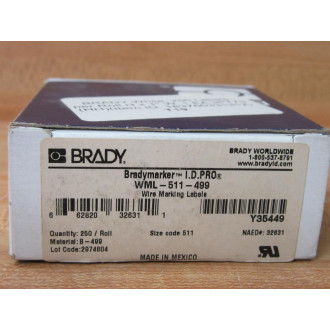 BRADY
Bradymarker™ I.D.PRO®
WML-511-499
Wire Marking Labels
BRADY WORLDWIDE
1-800-537-8791
www.bradyid.com
6 62820 32631 1
Y35449
Quantity: 250 / Roll
Size code 511
NAED#: 32631
Material: B-499
Lot Code: 2974804
MADE IN MEXICO